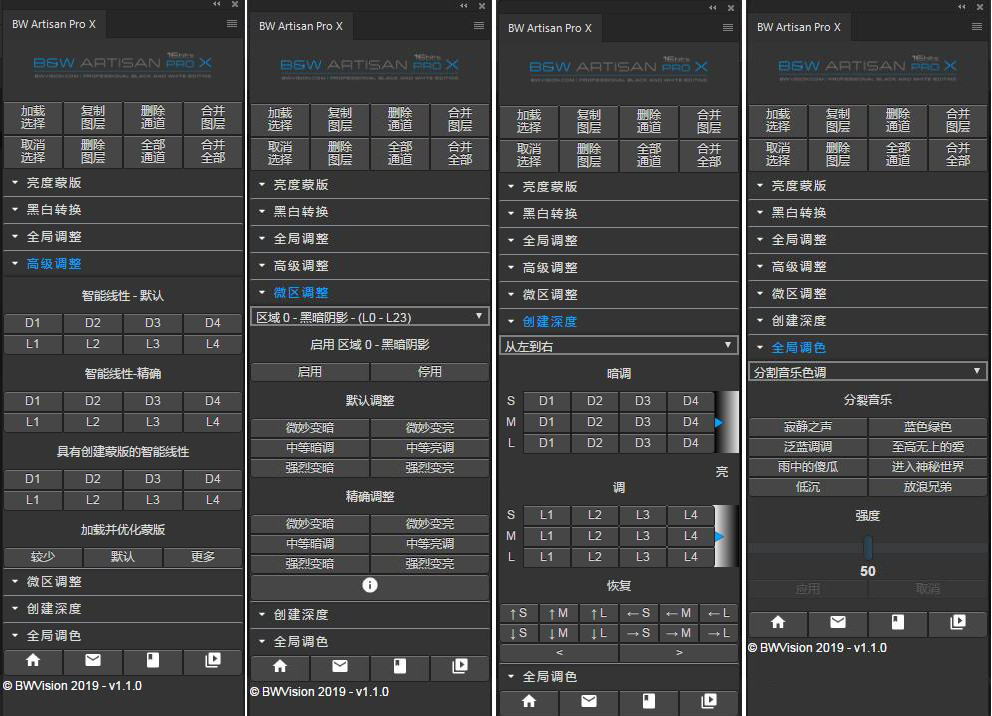 BW Artisan Pro X
16bits
B&W ARTISAN PRO X
BWVISION.COM | PROFESSIONAL BLACK AND WHITE EDITING
加载选择 复制图层 删除通道 合并图层
取消选择 删除图层 全部通道 合并全部
亮度蒙版
黑白转换
全局调整
高级调整
智能线性 - 默认
D1 D2 D3 D4
L1 L2 L3 L4
智能线性-精确
D1 D2 D3 D4
L1 L2 L3 L4
具有创建蒙版的智能线性
D1 D2 D3 D4
L1 L2 L3 L4
加载并优化蒙版
较少 默认 更多
微区调整
创建深度
全局调色
© BWVision 2019 - v1.1.0
BW Artisan Pro X
16bits
B&W ARTISAN PRO X
BWVISION.COM | PROFESSIONAL BLACK AND WHITE EDITING
加载选择 复制图层 删除通道 合并图层
取消选择 删除图层 全部通道 合并全部
亮度蒙版
黑白转换
全局调整
高级调整
微区调整
区域 0 - 黑暗阴影 - (L0 - L23)
启用 区域 0 - 黑暗阴影
启用 停用
默认调整
微妙变暗 微妙变亮
中等暗调 中等亮调
强烈变暗 强烈变亮
精确调整
微妙变暗 微妙变亮
中等暗调 中等亮调
强烈变暗 强烈变亮
创建深度
全局调色
© BWVision 2019 - v1.1.0
BW Artisan Pro X
16bits
B&W ARTISAN PRO X
BWVISION.COM | PROFESSIONAL BLACK AND WHITE EDITING
加载选择 复制图层 删除通道 合并图层
取消选择 删除图层 全部通道 合并全部
亮度蒙版
黑白转换
全局调整
高级调整
微区调整
创建深度
从左到右
暗调
S D1 D2 D3 D4
M D1 D2 D3 D4
L D1 D2 D3 D4
亮
调
S L1 L2 L3 L4
M L1 L2 L3 L4
L L1 L2 L3 L4
恢复
↑S ↑M ↑L ←S ←M ←L
↓S ↓M ↓L →S →M →L
< >
全局调色
BW Artisan Pro X
16bits
B&W ARTISAN PRO X
BWVISION.COM | PROFESSIONAL BLACK AND WHITE EDITING
加载选择 复制图层 删除通道 合并图层
取消选择 删除图层 全部通道 合并全部
亮度蒙版
黑白转换
全局调整
高级调整
微区调整
创建深度
全局调色
分割音乐色调
分裂音乐
寂静之声 蓝色绿色
泛蓝调调 至高无上的爱
雨中的傻瓜 进入神秘世界
低沉 放浪兄弟
强度
50
应用 取消
© BWVision 2019 - v1.1.0